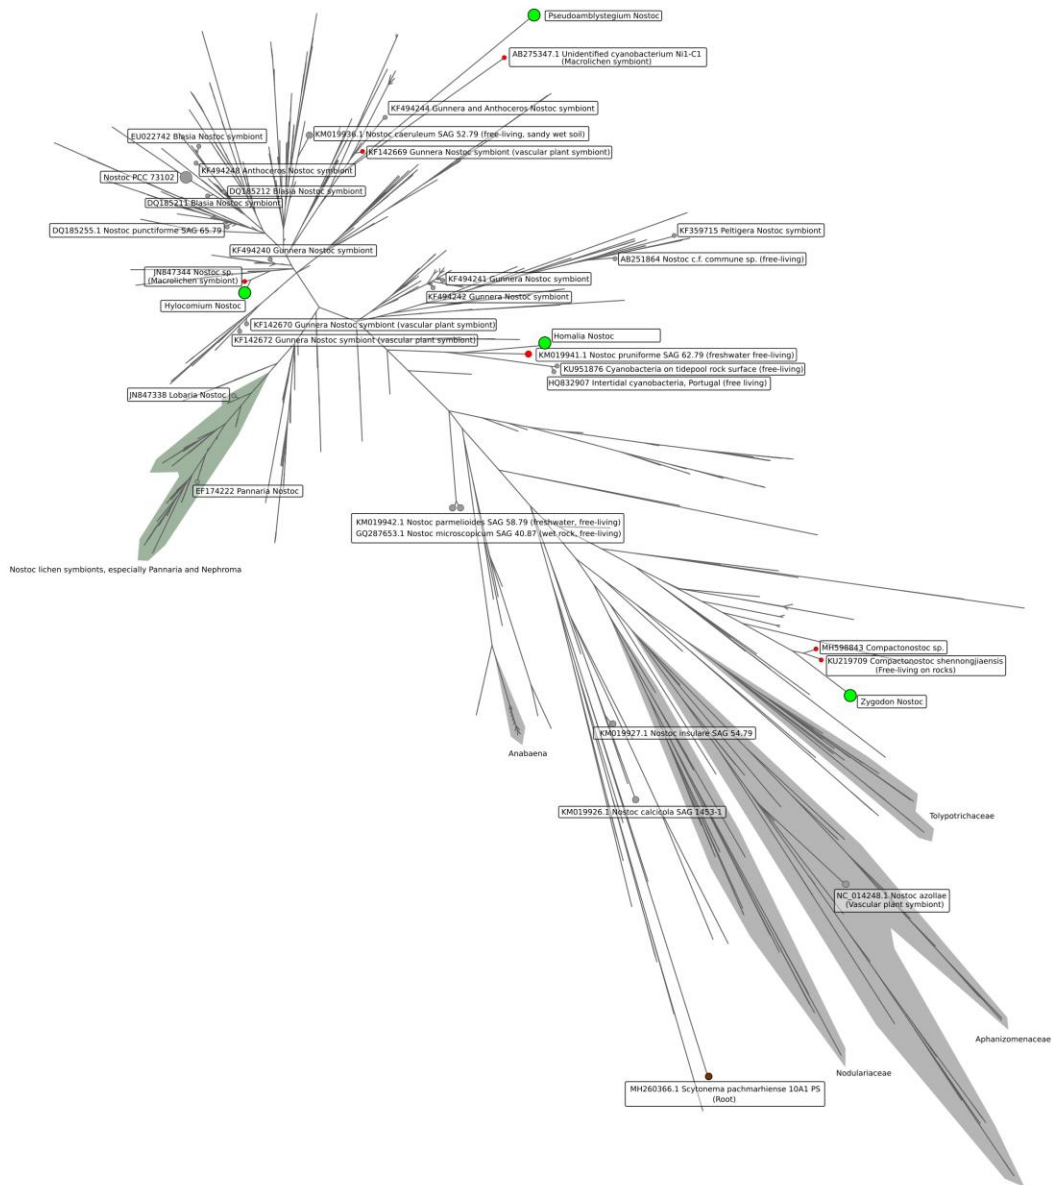 Pseudoamblystegium Nostoc
AB275347.1 Unidentified cyanobacterium Ni1-C1
(Macrolichen symbiont)
KF494244 Gunnera and Anthoceros Nostoc symbiont
KM019936.1 Nostoc caeruleum SAG 52.79 (free-living, sandy wet soil)
EU022742 Blasia Nostoc symbiont
KF142669 Gunnera Nostoc symbiont (vascular plant symbiont)
KF494248 Anthoceros Nostoc symbiont
Nostoc PCC 73102
DQ185212 Blasia Nostoc symbiont
DQ185211 Blasia Nostoc symbiont
DQ185255.1 Nostoc punctiforme SAG 65.79
KF359715 Peltigera Nostoc symbiont
KF494240 Gunnera Nostoc symbiont
AB251864 Nostoc c.f. commune sp. (free-living)
JN847344 Nostoc sp.
(Macrolichen symbiont)
KF494241 Gunnera Nostoc symbiont
KF494242 Gunnera Nostoc symbiont
Hylocomium Nostoc
KF142670 Gunnera Nostoc symbiont (vascular plant symbiont)
Homalia Nostoc
KF142672 Gunnera Nostoc symbiont (vascular plant symbiont)
KM019941.1 Nostoc pruniforme SAG 62.79 (freshwater free-living)
KU951876 Cyanobacteria on tidepool rock surface (free-living)
HQ832907 Intertidal cyanobacteria, Portugal (free living)
JN847338 Lobaria Nostoc
EF174222 Pannaria Nostoc
KM019942.1 Nostoc parmelioides SAG 58.79 (freshwater, free-living)
GQ287653.1 Nostoc microscopicum SAG 40.87 (wet rock, free-living)
Nostoc lichen symbionts, especially Pannaria and Nephroma
MH598843 Compactonostoc sp.
KU219709 Compactonostoc shennongjiaensis
(Free-living on rocks)
Zygodon Nostoc
KM019927.1 Nostoc insulare SAG 54.79
Anabaena
KM019926.1 Nostoc calcicola SAG 1453-1
Tolypotrichaceae
NC_014248.1 Nostoc azollae
(Vascular plant symbiont)
Aphanizomenaceae
Nodulariaceae
MH260366.1 Scytonema pachmarhiense 10A1 PS
(Root)